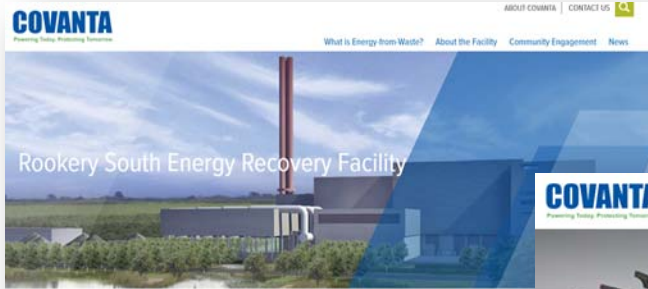 ABOUT COVANTA | CONTACT US
COVANTA
Powering Today. Protecting Tomorrow.
What is Energy-from-Waste? About the Facility Community Engagement News
Rookery South Energy Recovery Facility
COVANTA
Powering Today. Protecting Tomorrow.